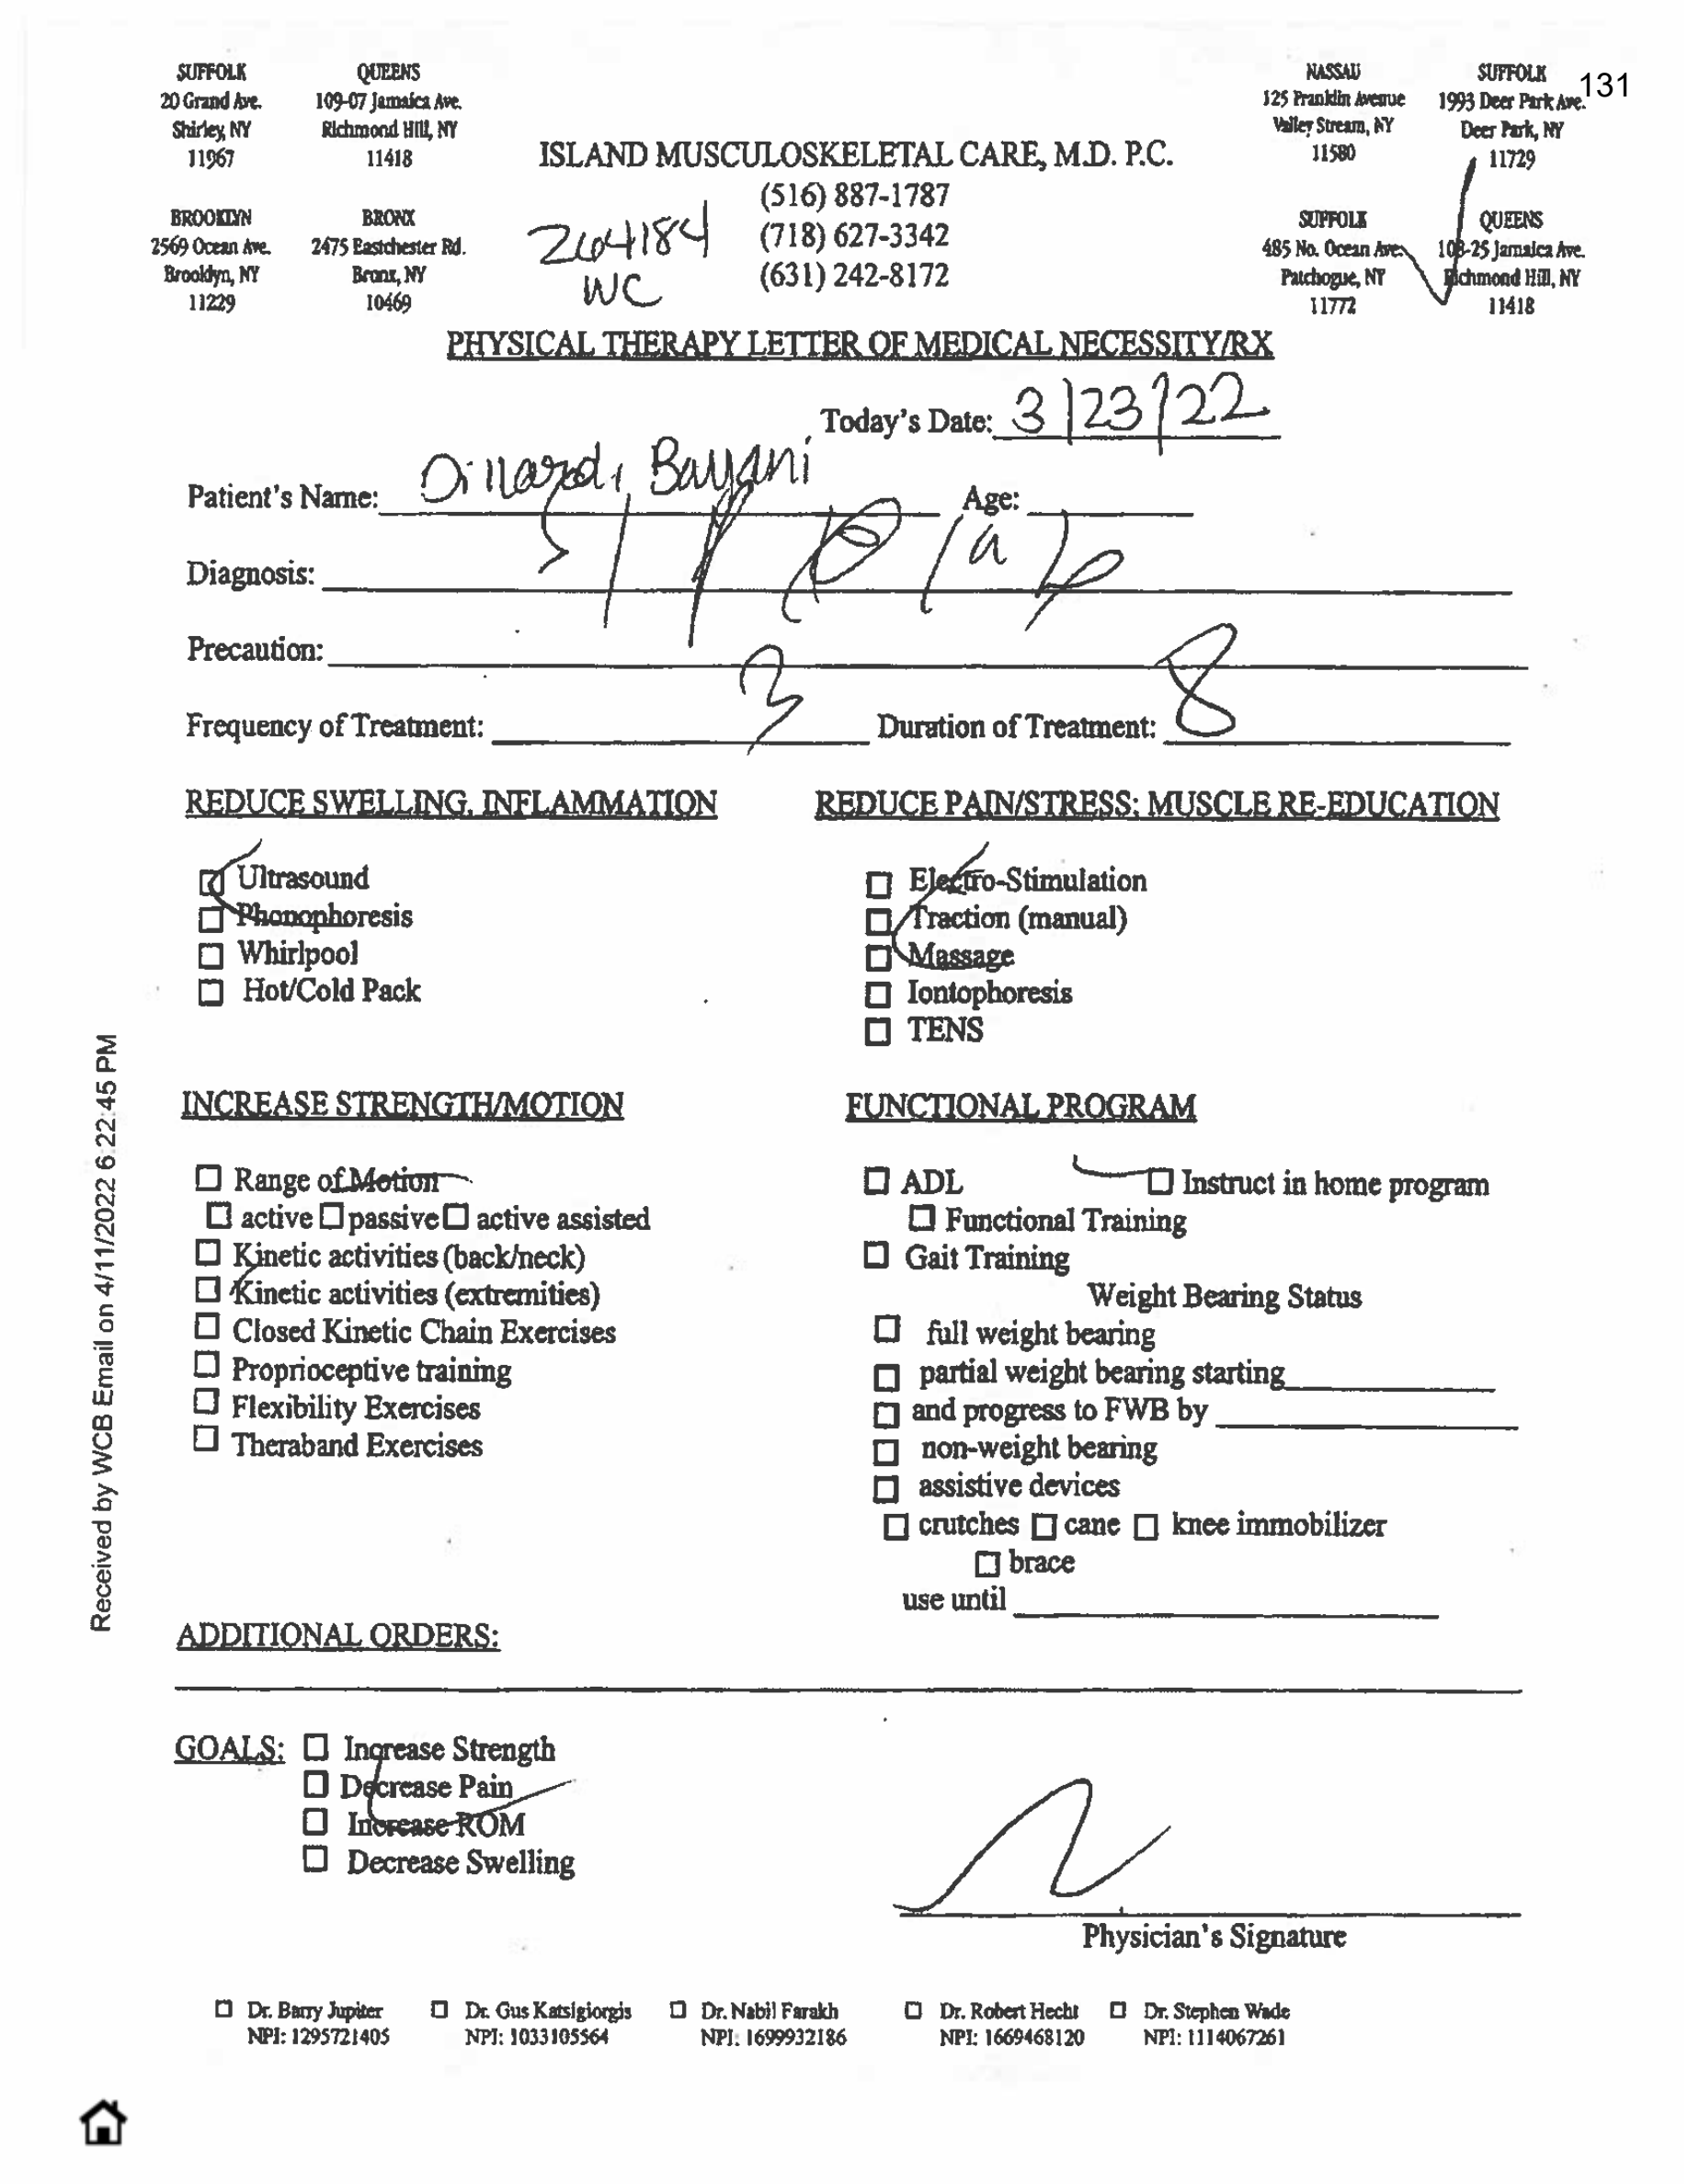 131
SUFFOLK
20 Grand Ave.
Shirley, NY
11967
QUEENS
109-07 Jamaica Ave.
Richmond Hill, NY
11418
NASSAU
125 Franklin Avenue
Valley Stream, NY
11580
SUFFOLK
1993 Deer Park Ave.
Deer Park, NY
11729
BROOKLYN
2569 Ocean Ave.
Brooklyn, NY
11229
BRONX
2475 Eastchester Rd.
Bronx, NY
10469
ISLAND MUSCULOSKELETAL CARE, M.D. P.C.
(516) 887-1787
(718) 627-3342
(631) 242-8172
264184
WC
SUFFOLK
485 No. Ocean Ave.
Patchogue, NY
11772
QUEENS
108-25 Jamaica Ave.
Richmond Hill, NY
11418
PHYSICAL THERAPY LETTER OF MEDICAL NECESSITY/RX
Today's Date: 3/23/22
Patient's Name: Dillard, Bayani Age:
Diagnosis:
Precaution:
Frequency of Treatment: 3 Duration of Treatment: 8
REDUCE SWELLING, INFLAMMATION
Ultrasound
Phonophoresis
Whirlpool
Hot/Cold Pack
REDUCE PAIN/STRESS; MUSCLE RE-EDUCATION
Electro-Stimulation
Traction (manual)
Massage
Iontophoresis
TENS
INCREASE STRENGTH/MOTION
Range of Motion
active passive active assisted
Kinetic activities (back/neck)
Kinetic activities (extremities)
Closed Kinetic Chain Exercises
Proprioceptive training
Flexibility Exercises
Theraband Exercises
FUNCTIONAL PROGRAM
ADL Instruct in home program
Functional Training
Gait Training
Weight Bearing Status
full weight bearing
partial weight bearing starting
and progress to FWB by
non-weight bearing
assistive devices
crutches cane knee immobilizer
brace
use until
ADDITIONAL ORDERS:
GOALS: Increase Strength
Decrease Pain
Increase ROM
Decrease Swelling
Physician's Signature
Dr. Barry Jupiter
NPI: 1295721405
Dr. Gus Katsigiorgis
NPI: 1033105564
Dr. Nabil Farakh
NPI: 1699932186
Dr. Robert Hecht
NPI: 1669468120
Dr. Stephen Wade
NPI: 1114067261
Received by WCB Email on 4/11/2022 6:22:45 PM